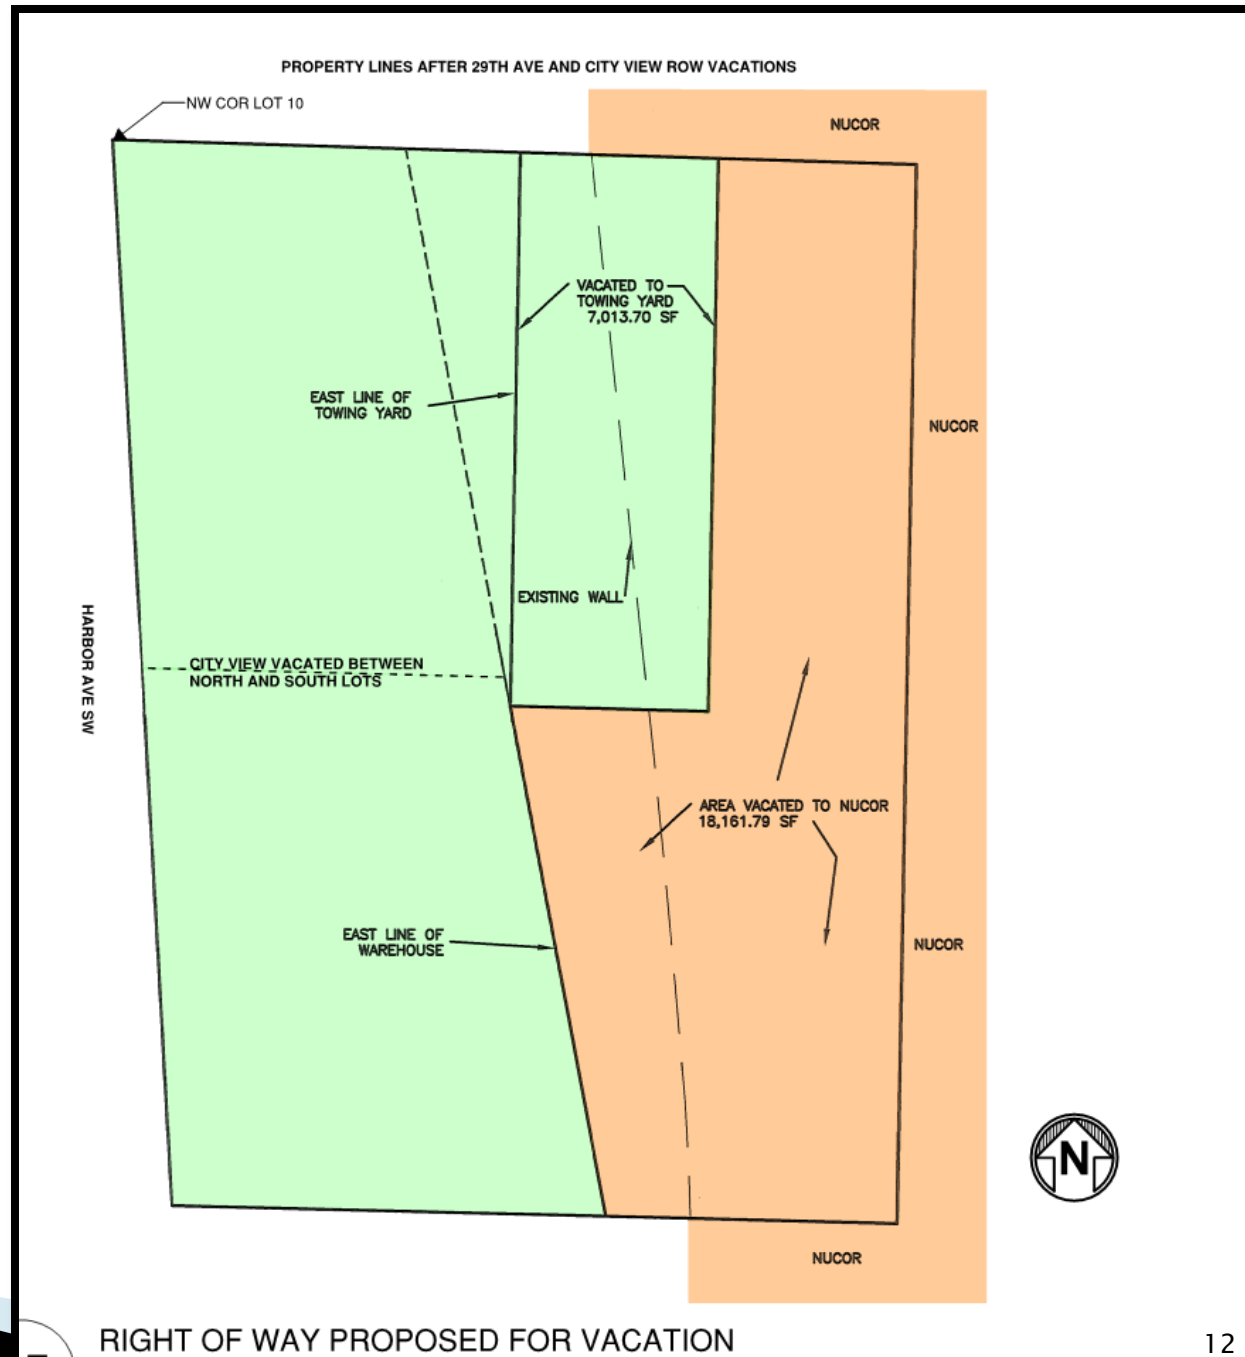 PROPERTY LINES AFTER 29TH AVE AND CITY VIEW ROW VACATIONS
NW COR LOT 10
NUCOR
VACATED TO
TOWING YARD
7,013.70 SF
EAST LINE OF
TOWING YARD
NUCOR
EXISTING WALL
HARBOR AVE SW
CITY VIEW VACATED BETWEEN
NORTH AND SOUTH LOTS
AREA VACATED TO NUCOR
18,161.79 SF
EAST LINE OF
WAREHOUSE
NUCOR
N
NUCOR
RIGHT OF WAY PROPOSED FOR VACATION
12